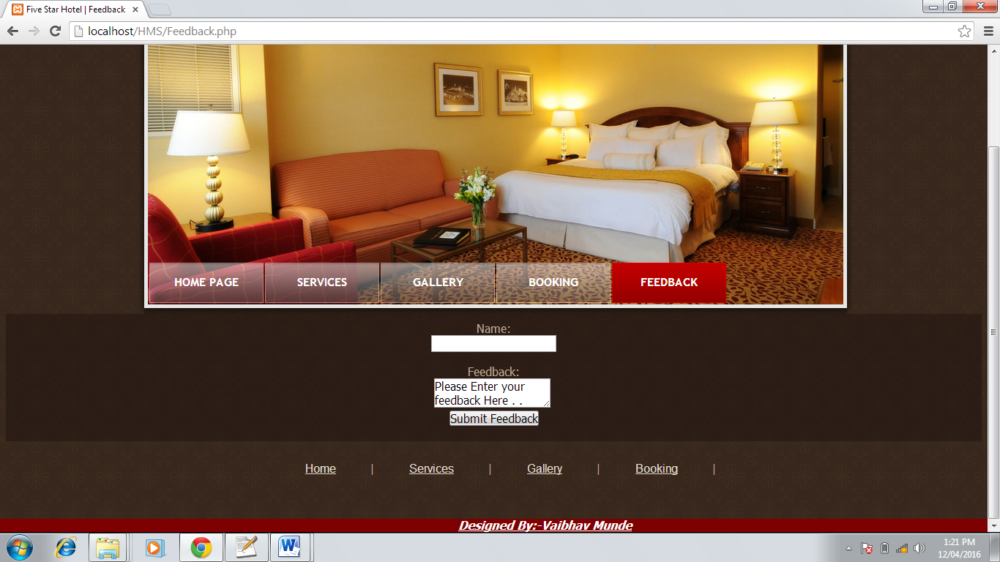 Five Star Hotel | Feedback
localhost/HMS/Feedback.php
HOME PAGE SERVICES GALLERY BOOKING FEEDBACK
Name:
Feedback:
Please Enter your
feedback Here . .
Submit Feedback
Home | Services | Gallery | Booking |
Designed By:-Vaibhav Munde
1:21 PM
12/04/2016